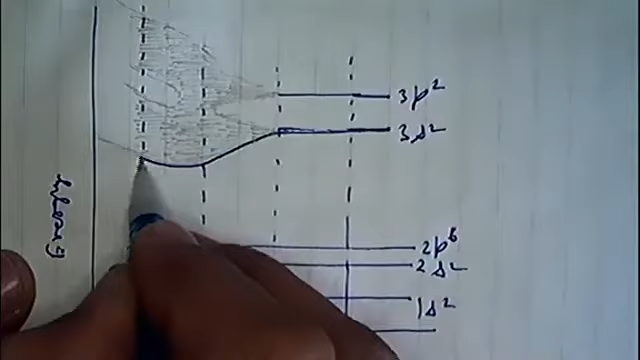 3p²
3s²
2p⁶
2s²
1s²